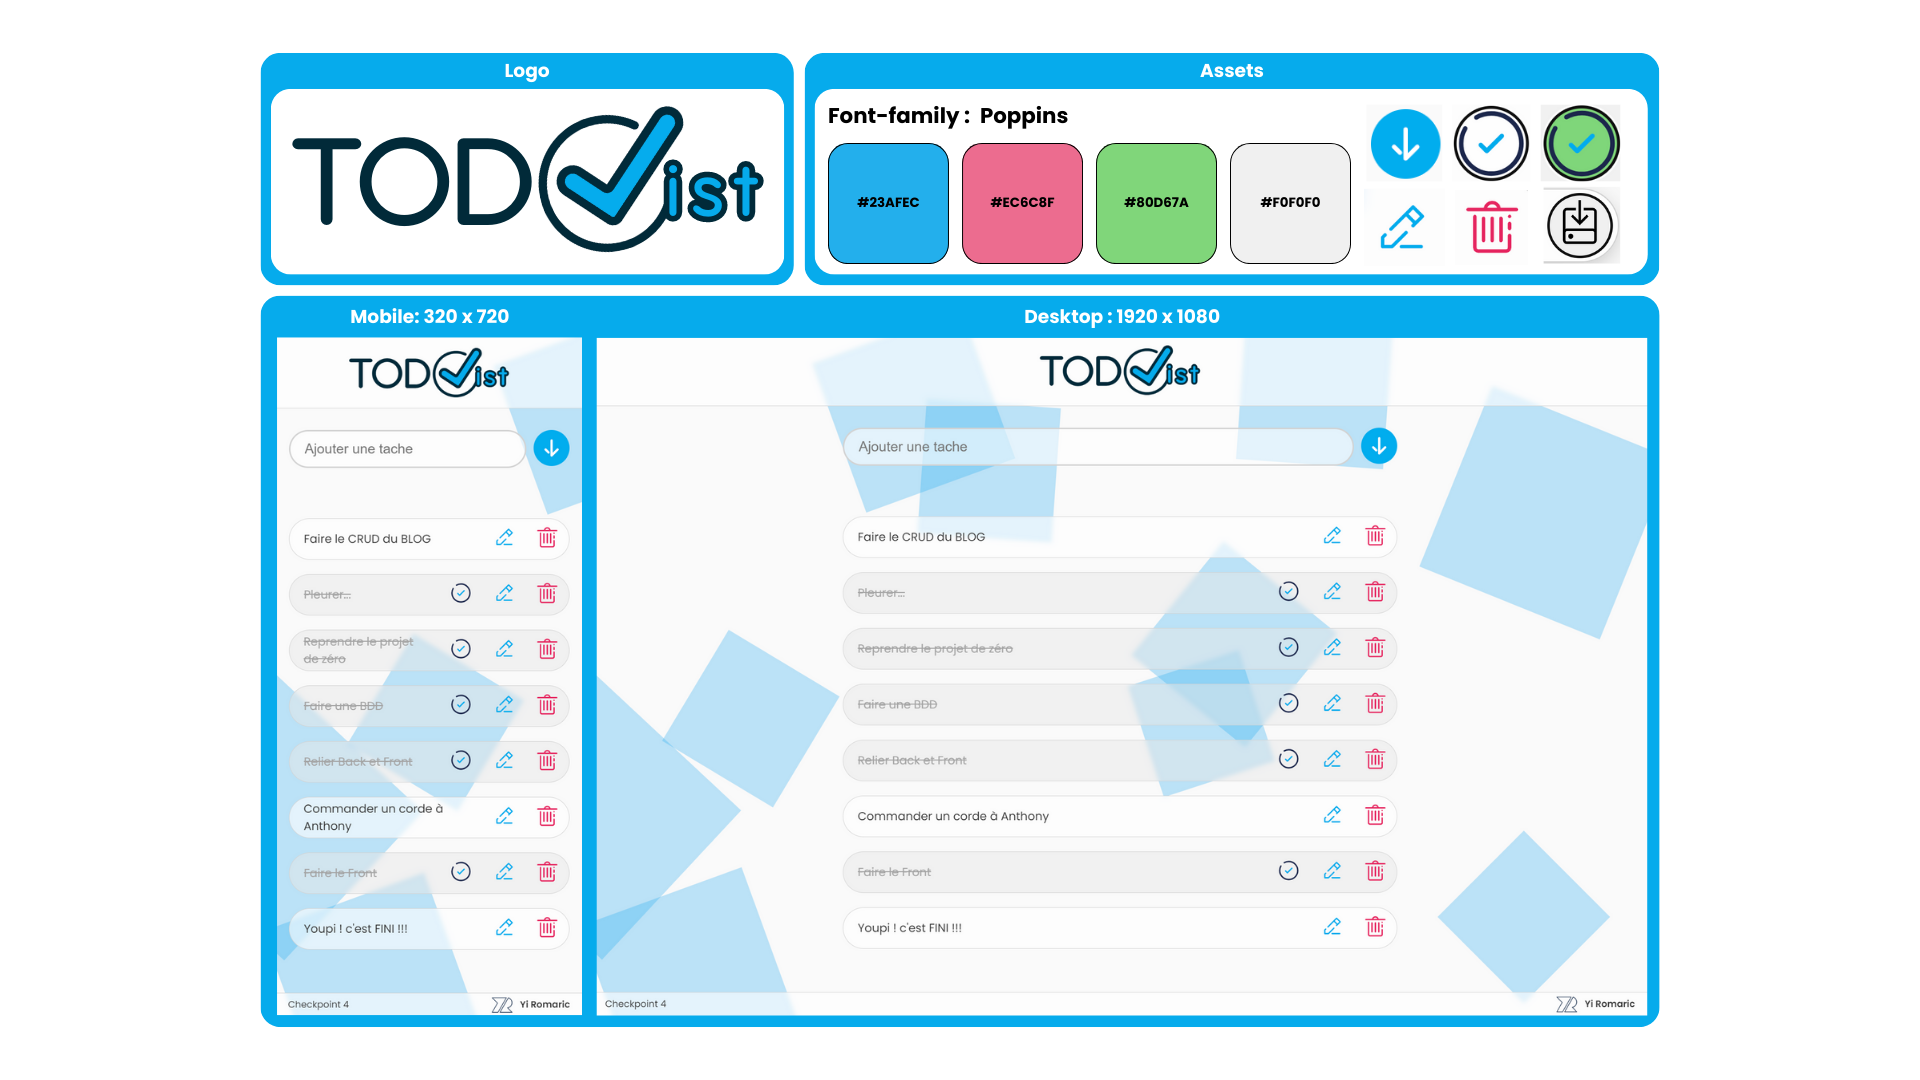 Logo
TODOist
Assets
Font-family : Poppins
#23AFEC
#EC6C8F
#80D67A
#F0F0F0
Mobile: 320 x 720
TODOist
Ajouter une tache
Faire le CRUD du BLOG
Pleurer...
Reprendre le projet
de zéro
Faire une BDD
Relier Back et Front
Commander un corde à
Anthony
Faire le Front
Youpi ! c'est FINI !!!
Checkpoint 4
Yi Romaric
Desktop : 1920 x 1080
TODOist
Ajouter une tache
Faire le CRUD du BLOG
Pleurer...
Reprendre le projet de zéro
Faire une BDD
Relier Back et Front
Commander un corde à Anthony
Faire le Front
Youpi ! c'est FINI !!!
Checkpoint 4
Yi Romaric